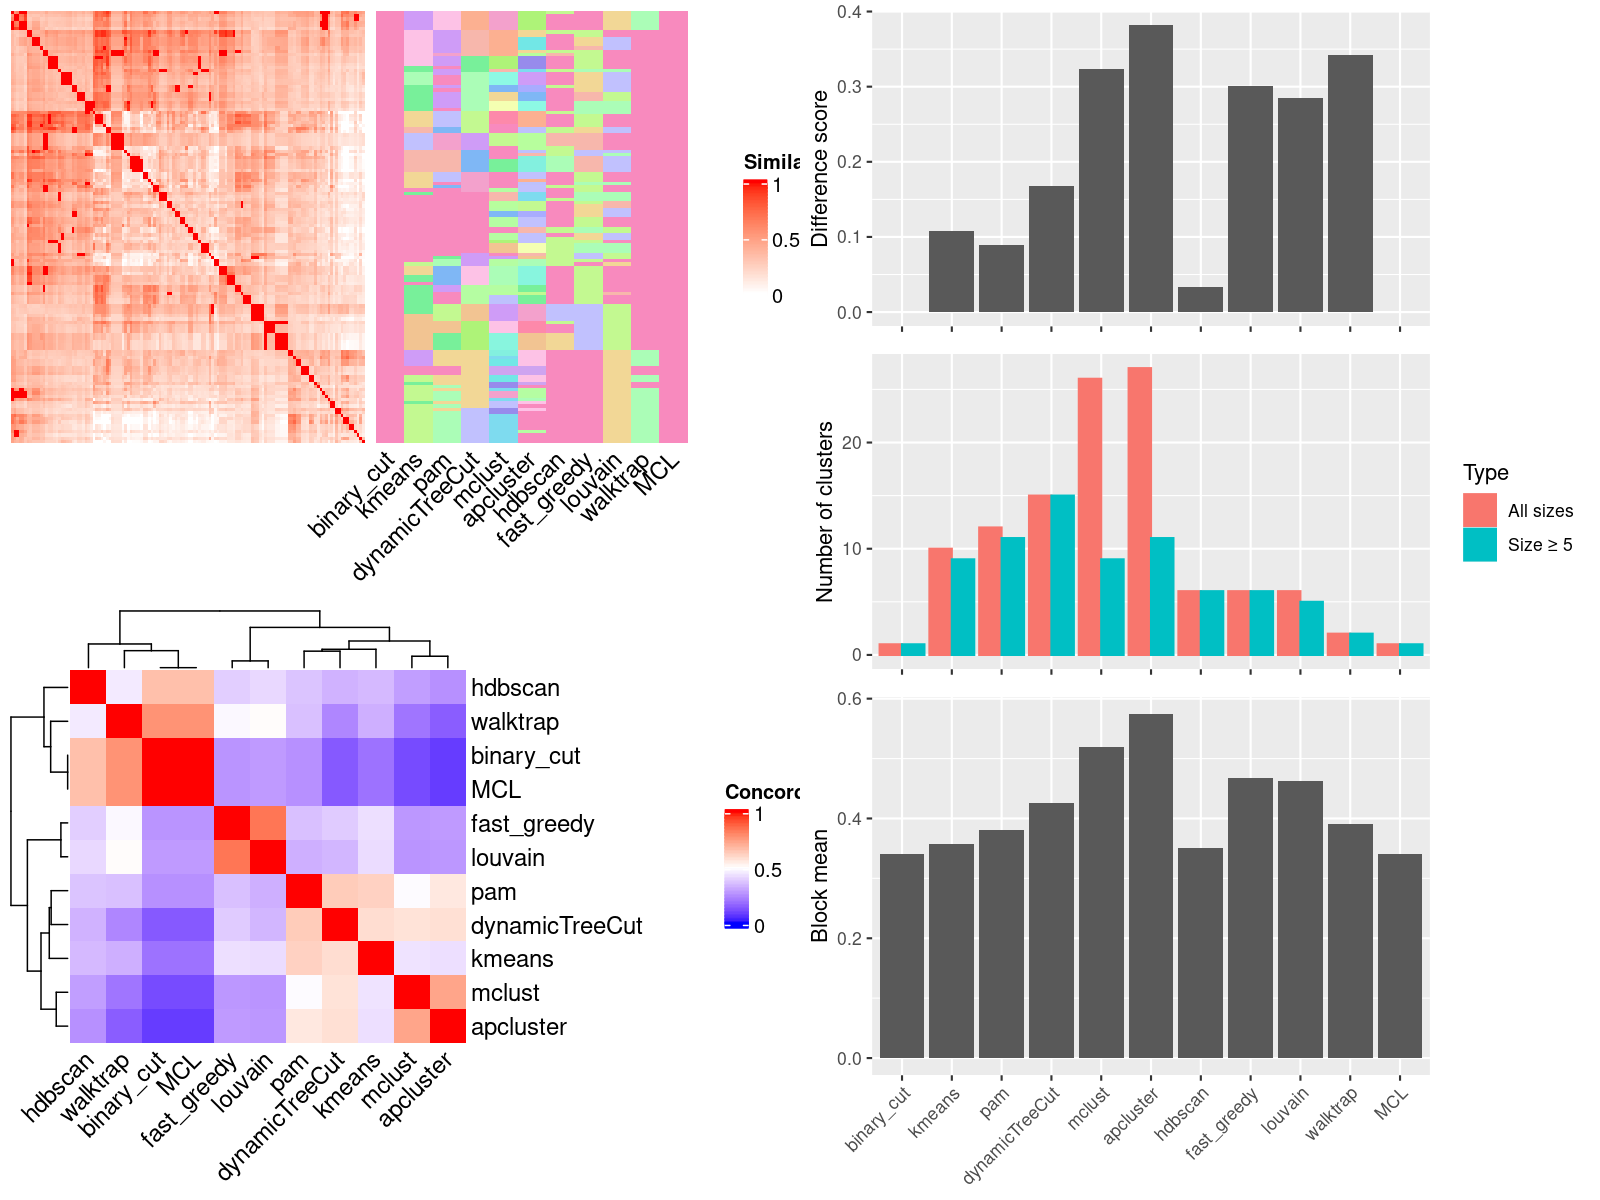 Simila
1
0.5
0
binary_cut
kmeans
pam
dynamicTreeCut
mclust
apcluster
hdbscan
fast_greedy
louvain
walktrap
MCL
hdbscan
walktrap
binary_cut
MCL
fast_greedy
louvain
pam
dynamicTreeCut
kmeans
mclust
apcluster
hdbscan
walktrap
binary_cut
MCL
fast_greedy
louvain
pam
dynamicTreeCut
kmeans
mclust
apcluster
Concord
1
0.5
0
Difference score
0.4
0.3
0.2
0.1
0.0
Number of clusters
20
10
0
Type
All sizes
Size ≥ 5
Block mean
0.6
0.4
0.2
0.0
binary_cut
kmeans
pam
dynamicTreeCut
mclust
apcluster
hdbscan
fast_greedy
louvain
walktrap
MCL